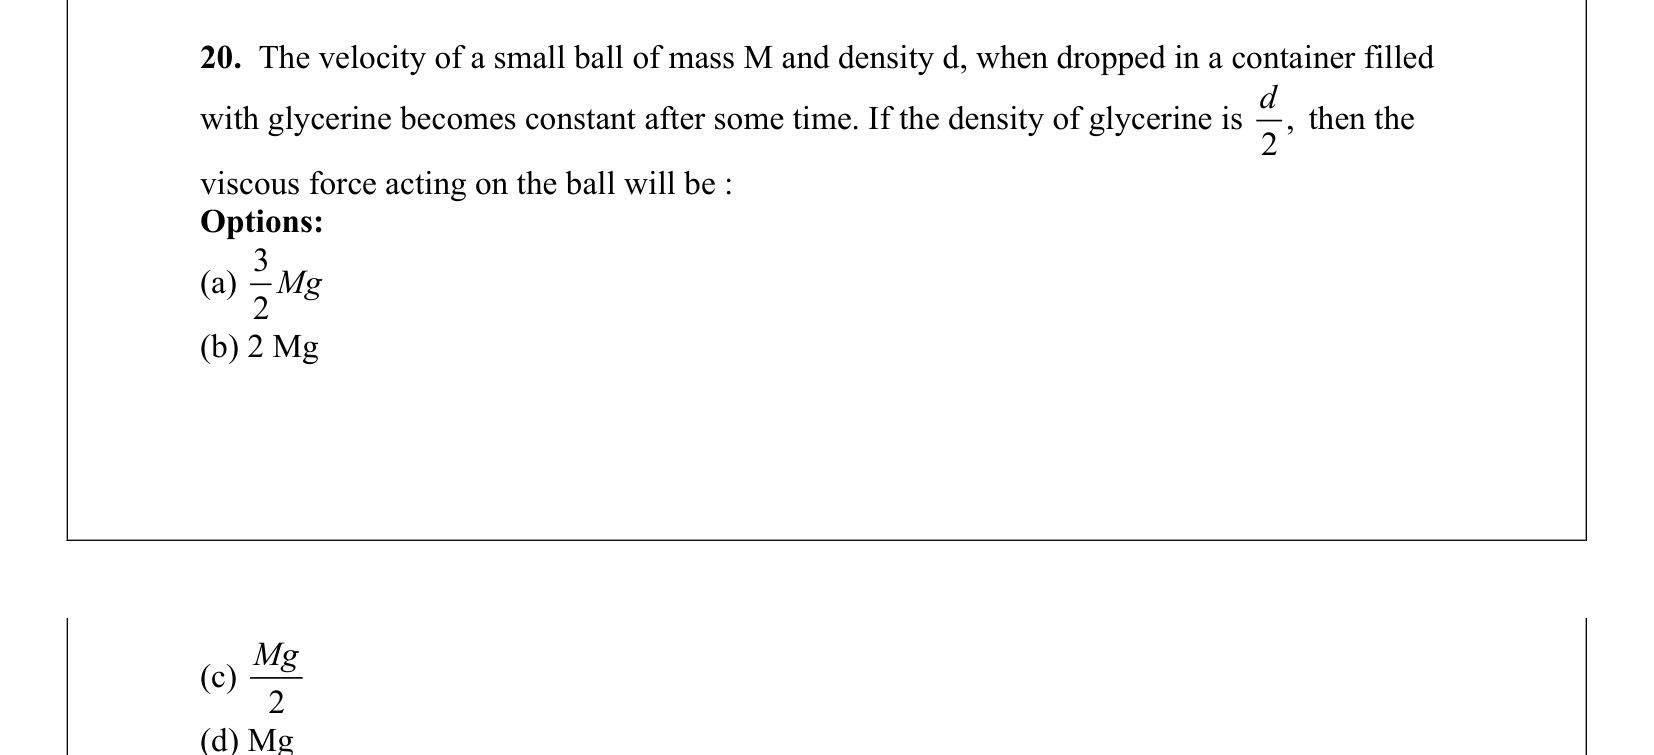 20. The velocity of a small ball of mass M and density d, when dropped in a container filled
with glycerine becomes constant after some time. If the density of glycerine is d/2, then the
viscous force acting on the ball will be :
Options:
(a) 3/2 Mg
(b) 2 Mg
(c) Mg/2
(d) Mg